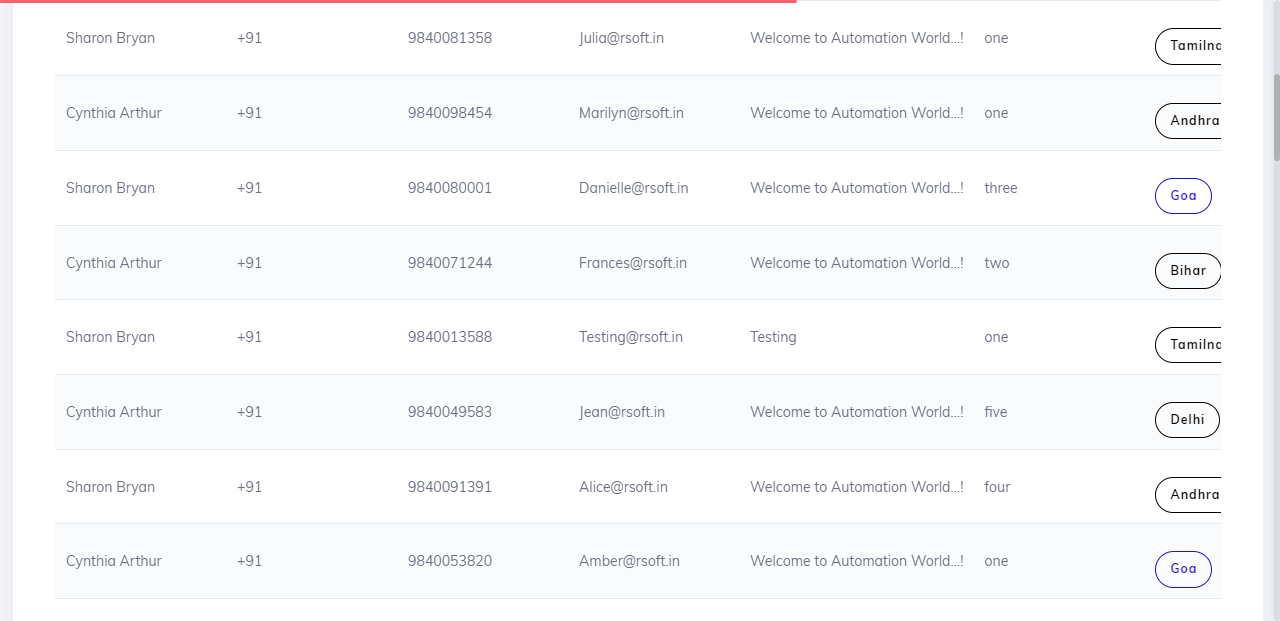 Sharon Bryan +91 9840081358 Julia@rsoft.in Welcome to Automation World...! one Tamilna
Cynthia Arthur +91 9840098454 Marilyn@rsoft.in Welcome to Automation World...! one Andhra
Sharon Bryan +91 9840080001 Danielle@rsoft.in Welcome to Automation World...! three Goa
Cynthia Arthur +91 9840071244 Frances@rsoft.in Welcome to Automation World...! two Bihar
Sharon Bryan +91 9840013588 Testing@rsoft.in Testing one Tamilna
Cynthia Arthur +91 9840049583 Jean@rsoft.in Welcome to Automation World...! five Delhi
Sharon Bryan +91 9840091391 Alice@rsoft.in Welcome to Automation World...! four Andhra
Cynthia Arthur +91 9840053820 Amber@rsoft.in Welcome to Automation World...! one Goa